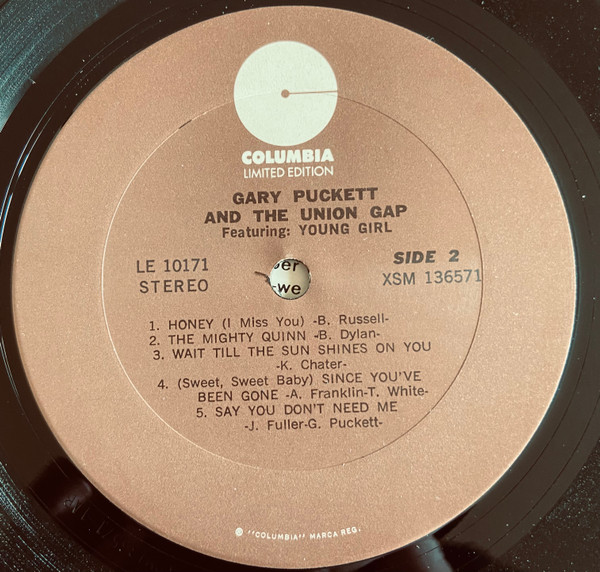 COLUMBIA
LIMITED EDITION
GARY PUCKETT
AND THE UNION GAP
Featuring: YOUNG GIRL
LE 10171
STEREO
SIDE 2
XSM 136571
1. HONEY (I Miss You) -B. Russell-
2. THE MIGHTY QUINN -B. Dylan-
3. WAIT TILL THE SUN SHINES ON YOU
-K. Chater-
4. (Sweet, Sweet Baby) SINCE YOU'VE
BEEN GONE -A. Franklin-T. White-
5. SAY YOU DON'T NEED ME
-J. Fuller-G. Puckett-
℗ "COLUMBIA" MARCA REG.